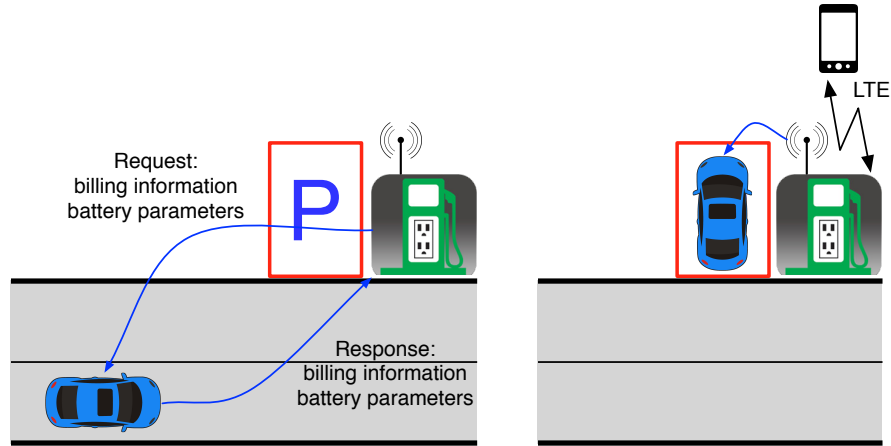 Request:
billing information
battery parameters
P
Response:
billing information
battery parameters
LTE